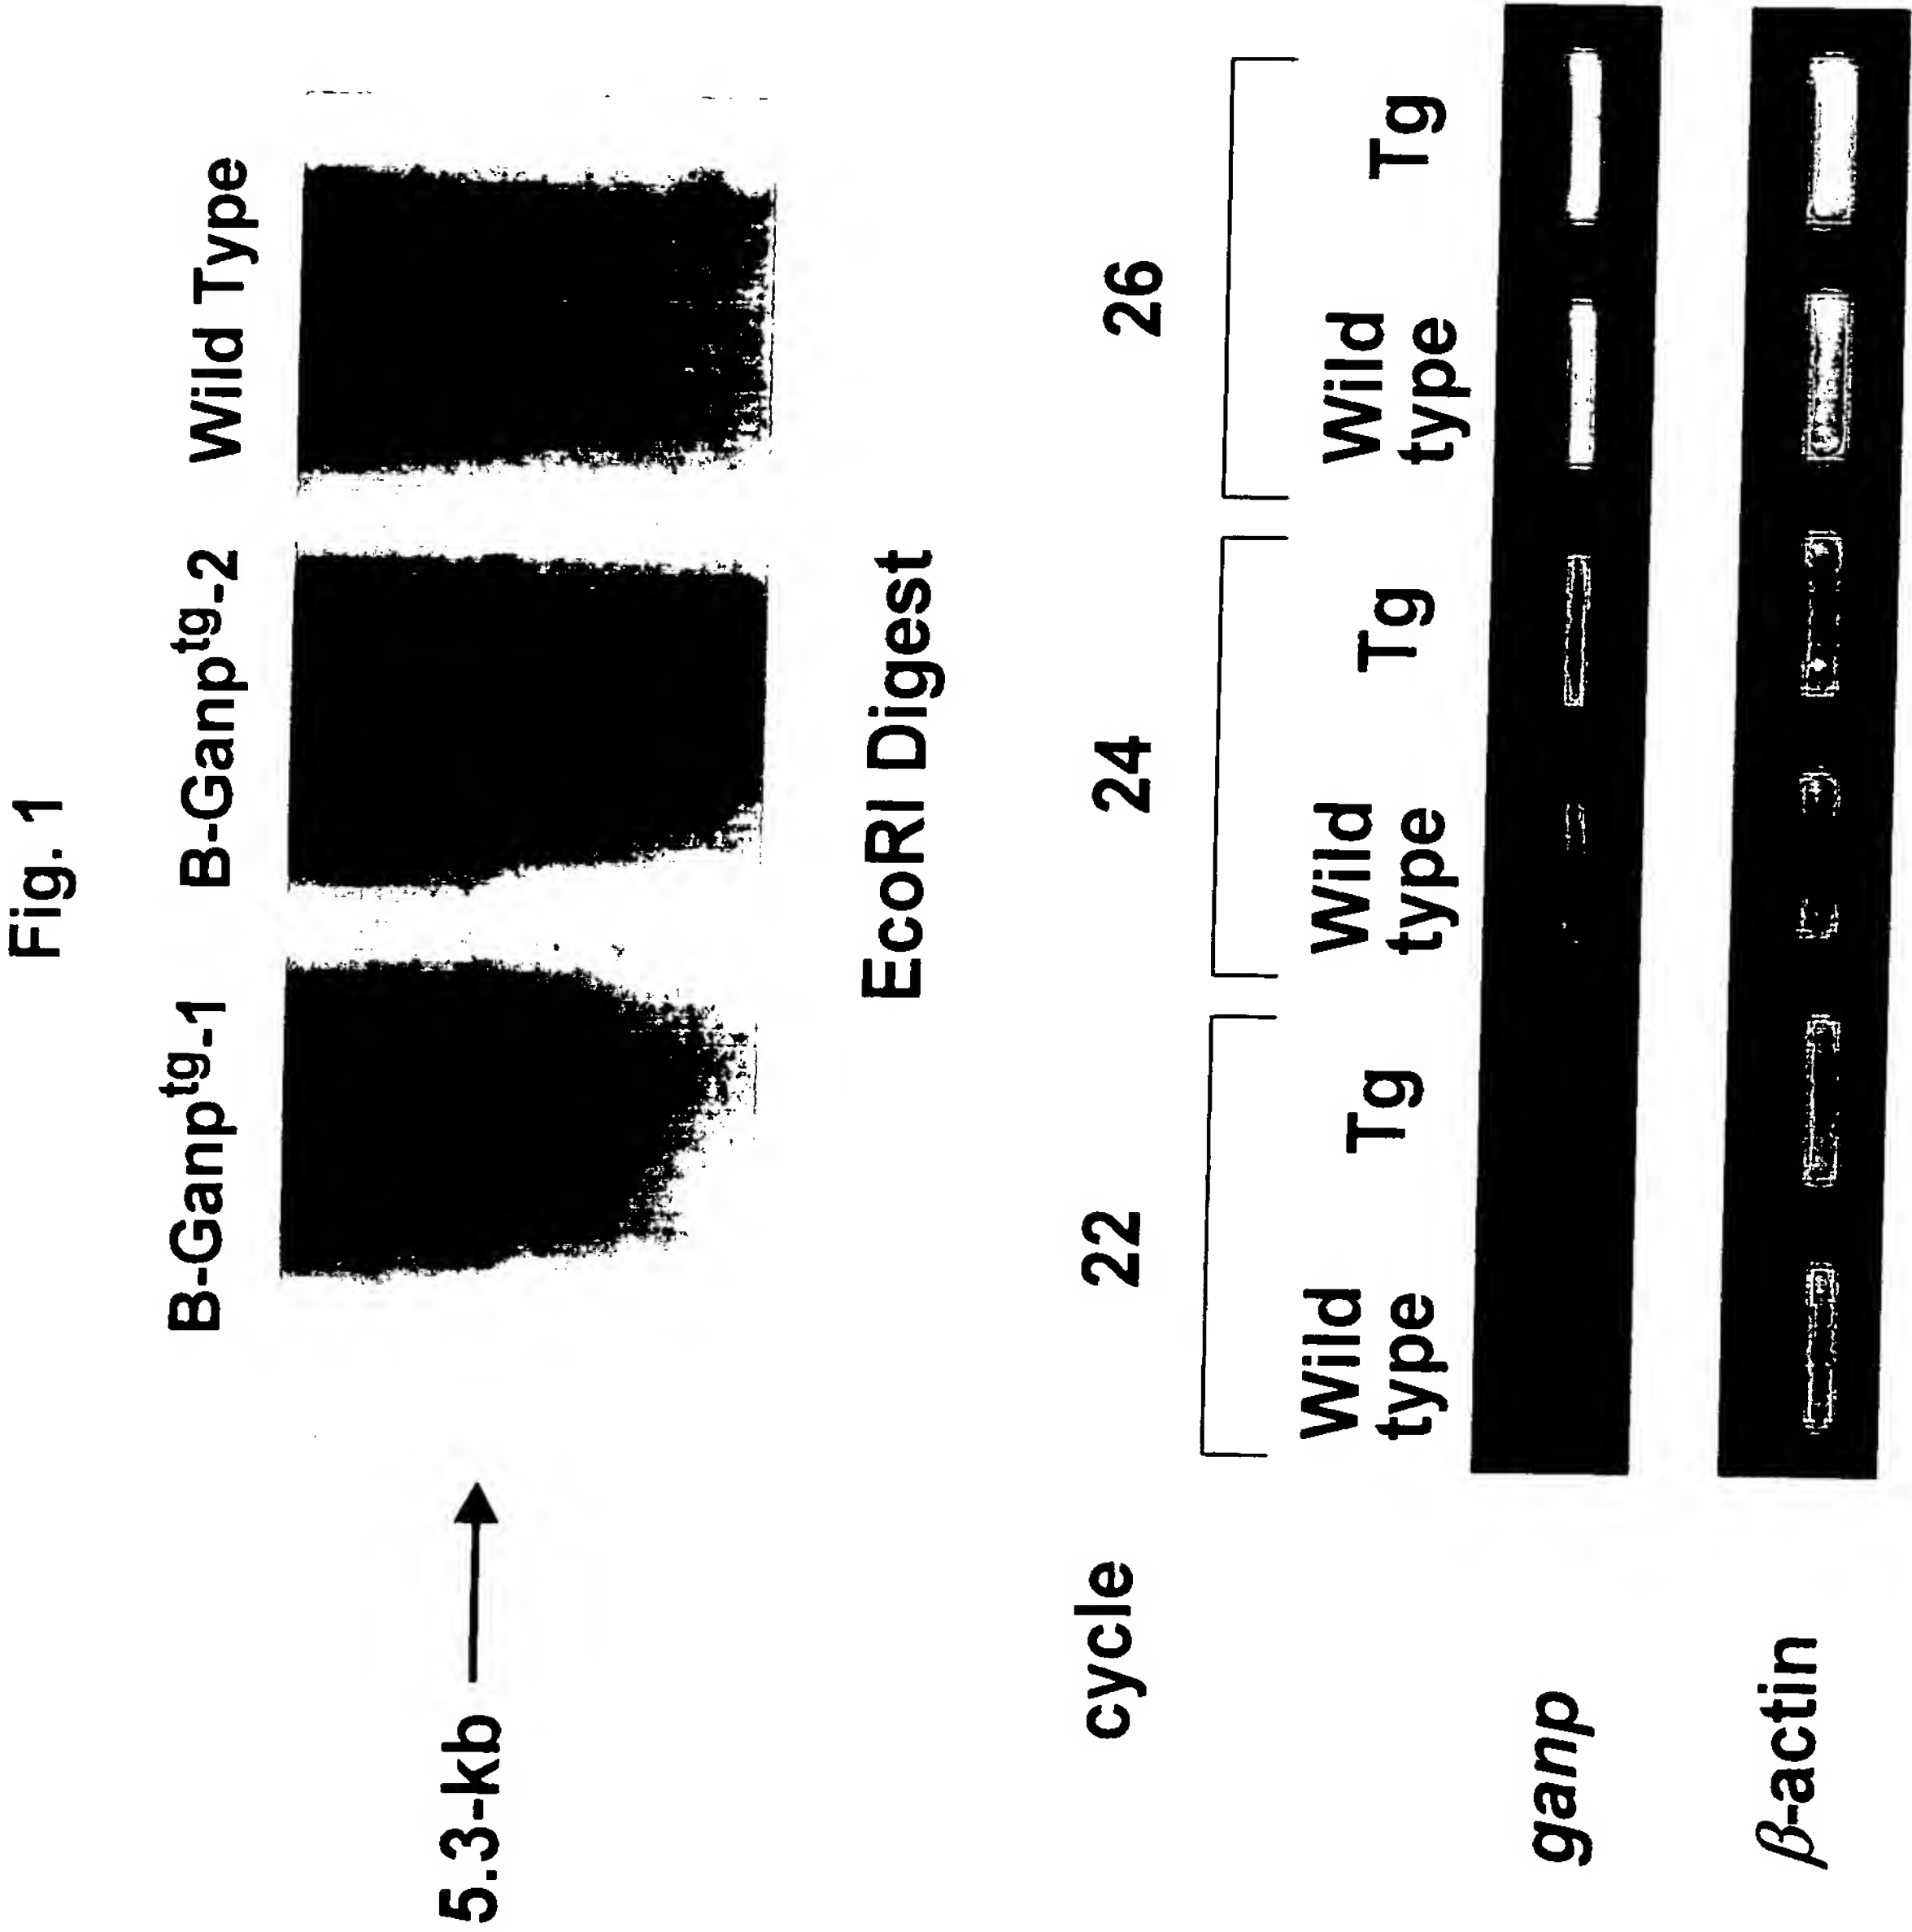 Fig. 1
B-Ganptg-1 B-Ganptg-2 Wild Type
5.3-kb
EcoRI Digest
cycle 22 24 26
Wild type Tg Wild type Tg Wild type Tg
ganp
β-actin